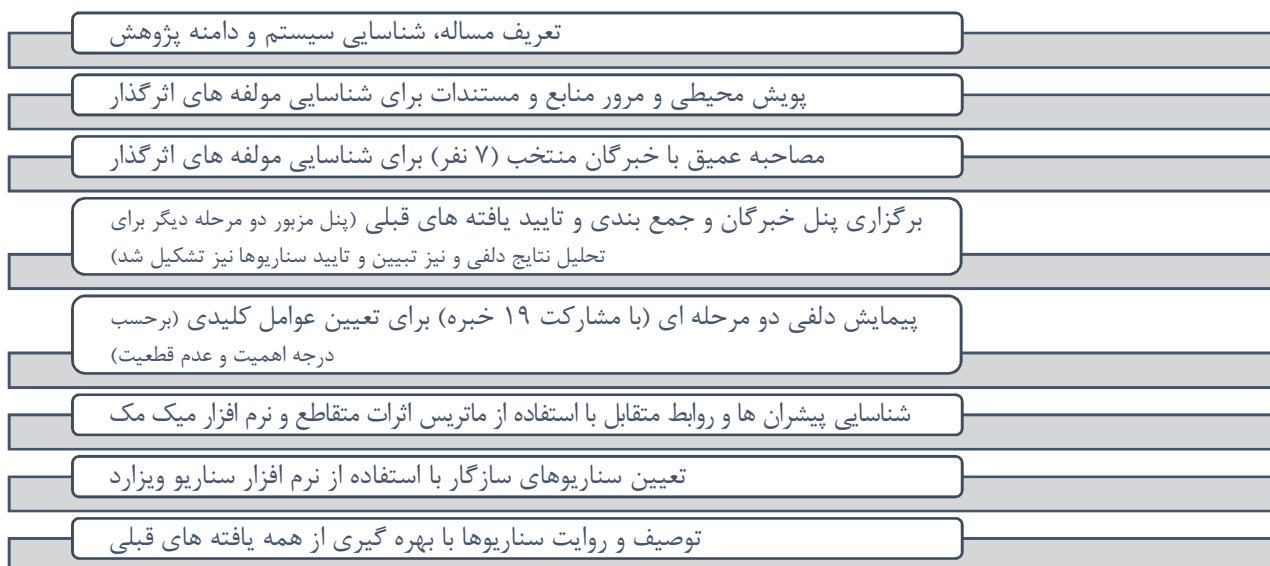 تعریف مساله، شناسایی سیستم و دامنه پژوهش
پویش محیطی و مرور منابع و مستندات برای شناسایی مولفه های اثرگذار
مصاحبه عمیق با خبرگان منتخب (۷ نفر) برای شناسایی مولفه های اثرگذار
برگزاری پنل خبرگان و جمع بندی و تایید یافته های قبلی (پنل مزبور دو مرحله دیگر برای
تحلیل نتایج دلفی و نیز تبیین و تایید سناریوها نیز تشکیل شد)
پیمایش دلفی دو مرحله ای (با مشارکت ۱۹ خبره) برای تعیین عوامل کلیدی (برحسب
درجه اهمیت و عدم قطعیت)
شناسایی پیشران ها و روابط متقابل با استفاده از ماتریس اثرات متقاطع و نرم افزار میک مک
تعیین سناریوهای سازگار با استفاده از نرم افزار سناریو ویزارد
توصیف و روایت سناریوها با بهره گیری از همه یافته های قبلی